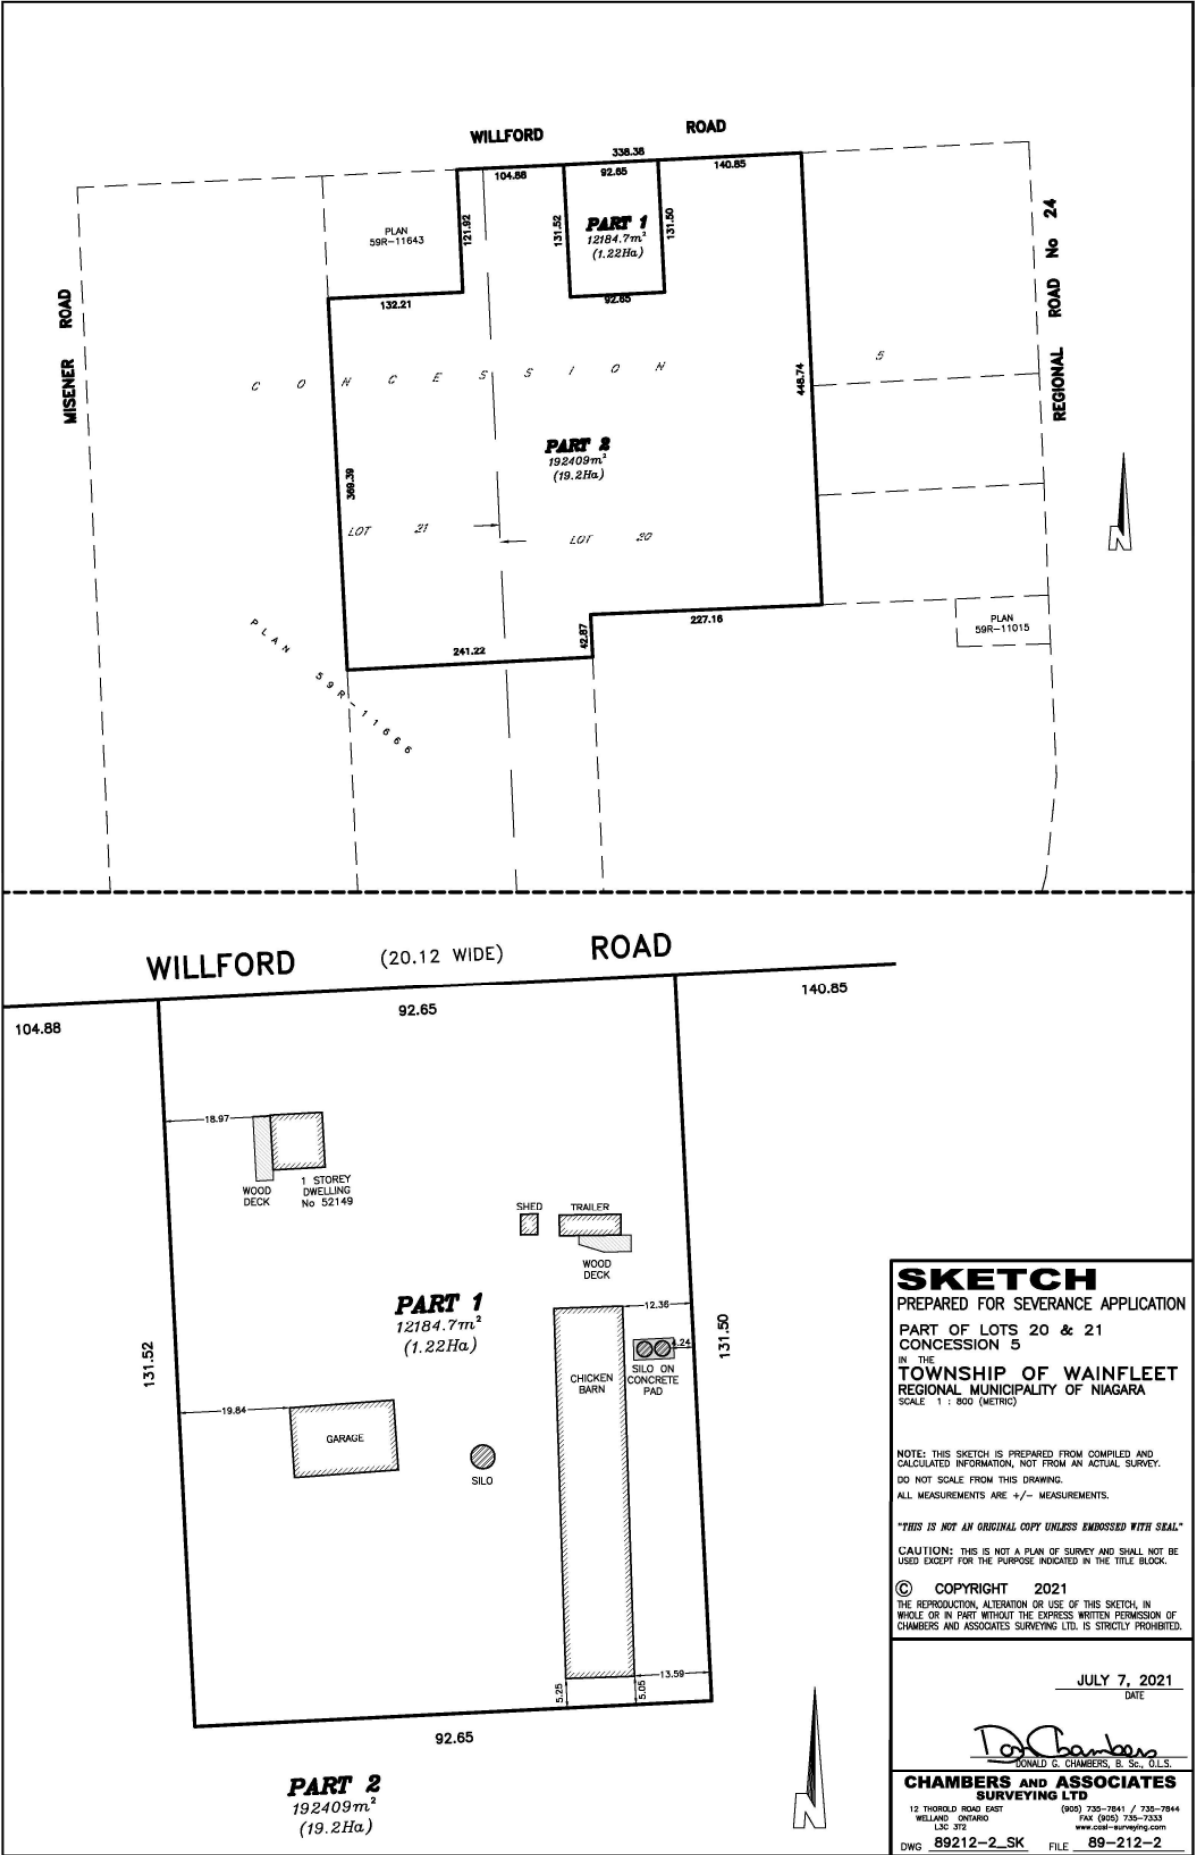 WILLFORD ROAD
338.38
104.88 92.65 140.85
121.92
131.52
131.50
PART 1
12184.7m²
(1.22Ha)
92.65
PLAN
59R-11643
132.21
MISENER ROAD
REGIONAL ROAD No 24
CONCESSION 5
448.74
PART 2
192409m²
(19.2Ha)
369.39
LOT 21
LOT 20
N
PLAN 59R-11666
241.22
42.87
227.16
PLAN
59R-11015
WILLFORD (20.12 WIDE) ROAD
104.88
92.65
140.85
18.97
WOOD
DECK
1 STOREY
DWELLING
No 52149
SHED
TRAILER
WOOD
DECK
PART 1
12184.7m²
(1.22Ha)
131.52
131.50
12.36
4.24
SILO ON
CONCRETE
PAD
CHICKEN
BARN
19.84
GARAGE
SILO
13.59
5.25
5.05
92.65
PART 2
192409m²
(19.2Ha)
N
SKETCH
PREPARED FOR SEVERANCE APPLICATION
PART OF LOTS 20 & 21
CONCESSION 5
IN THE
TOWNSHIP OF WAINFLEET
REGIONAL MUNICIPALITY OF NIAGARA
SCALE 1 : 800 (METRIC)
NOTE: THIS SKETCH IS PREPARED FROM COMPILED AND
CALCULATED INFORMATION, NOT FROM AN ACTUAL SURVEY.
DO NOT SCALE FROM THIS DRAWING.
ALL MEASUREMENTS ARE +/- MEASUREMENTS.
"THIS IS NOT AN ORIGINAL COPY UNLESS EMBOSSED WITH SEAL"
CAUTION: THIS IS NOT A PLAN OF SURVEY AND SHALL NOT BE
USED EXCEPT FOR THE PURPOSE INDICATED IN THE TITLE BLOCK.
© COPYRIGHT 2021
THE REPRODUCTION, ALTERATION OR USE OF THIS SKETCH, IN
WHOLE OR IN PART WITHOUT THE EXPRESS WRITTEN PERMISSION OF
CHAMBERS AND ASSOCIATES SURVEYING LTD. IS STRICTLY PROHIBITED.
JULY 7, 2021
DATE
Don Chambers
DONALD G. CHAMBERS, B. Sc., O.L.S.
CHAMBERS AND ASSOCIATES
SURVEYING LTD
12 THOROLD ROAD EAST
WELLAND ONTARIO
L3C 3T2
(905) 735-7841 / 735-7844
FAX (905) 735-7333
www.casl-surveying.com
DWG 89212-2_SK FILE 89-212-2